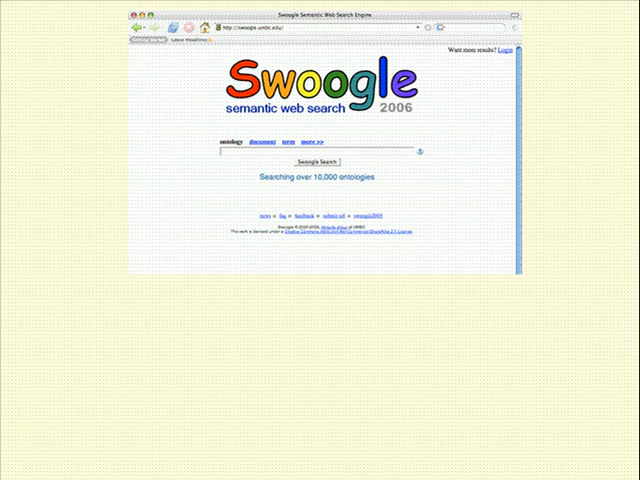 Swoogle Semantic Web Search Engine
http://swoogle.umbc.edu/
Getting Started Latest Headlines
Want more results? Login
Swoogle
semantic web search 2006
ontology document term more >>
Swoogle Search
Searching over 10,000 ontologies
news faq feedback submit url swoogle2005
Swoogle © 2004-2006, ebiquity group at UMBC
This work is licensed under a Creative Commons Attribution-NonCommercial-ShareAlike 2.5 License.